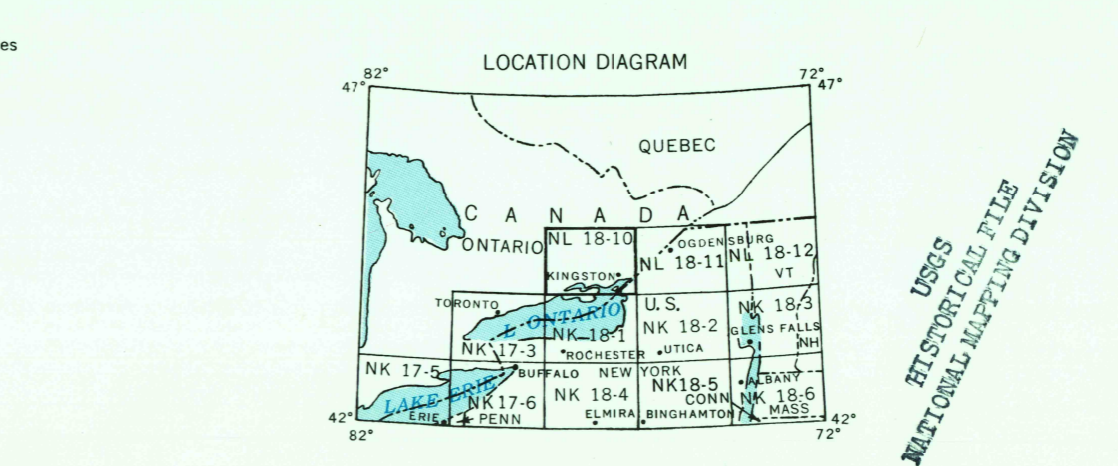 es
LOCATION DIAGRAM
82°
72°
47°
47°
QUEBEC
C A N A D A
ONTARIO
NL 18-10
OGDENSBURG
NL 18-11
NL 18-12
VT
KINGSTON
TORONTO
L ONTARIO
U.S.
NK 18-3
NK 18-1
NK 18-2
GLENS FALLS
L
NH
NK 17-3
ROCHESTER
UTICA
NK 17-5
BUFFALO
NEW YORK
ALBANY
LAKE ERIE
NK 17-6
NK 18-4
NK18-5
CONN
NK 18-6
MASS
ERIE
PENN
ELMIRA
BINGHAMTON
42°
42°
82°
72°
USGS
HISTORICAL FILE
NATIONAL MAPPING DIVISION